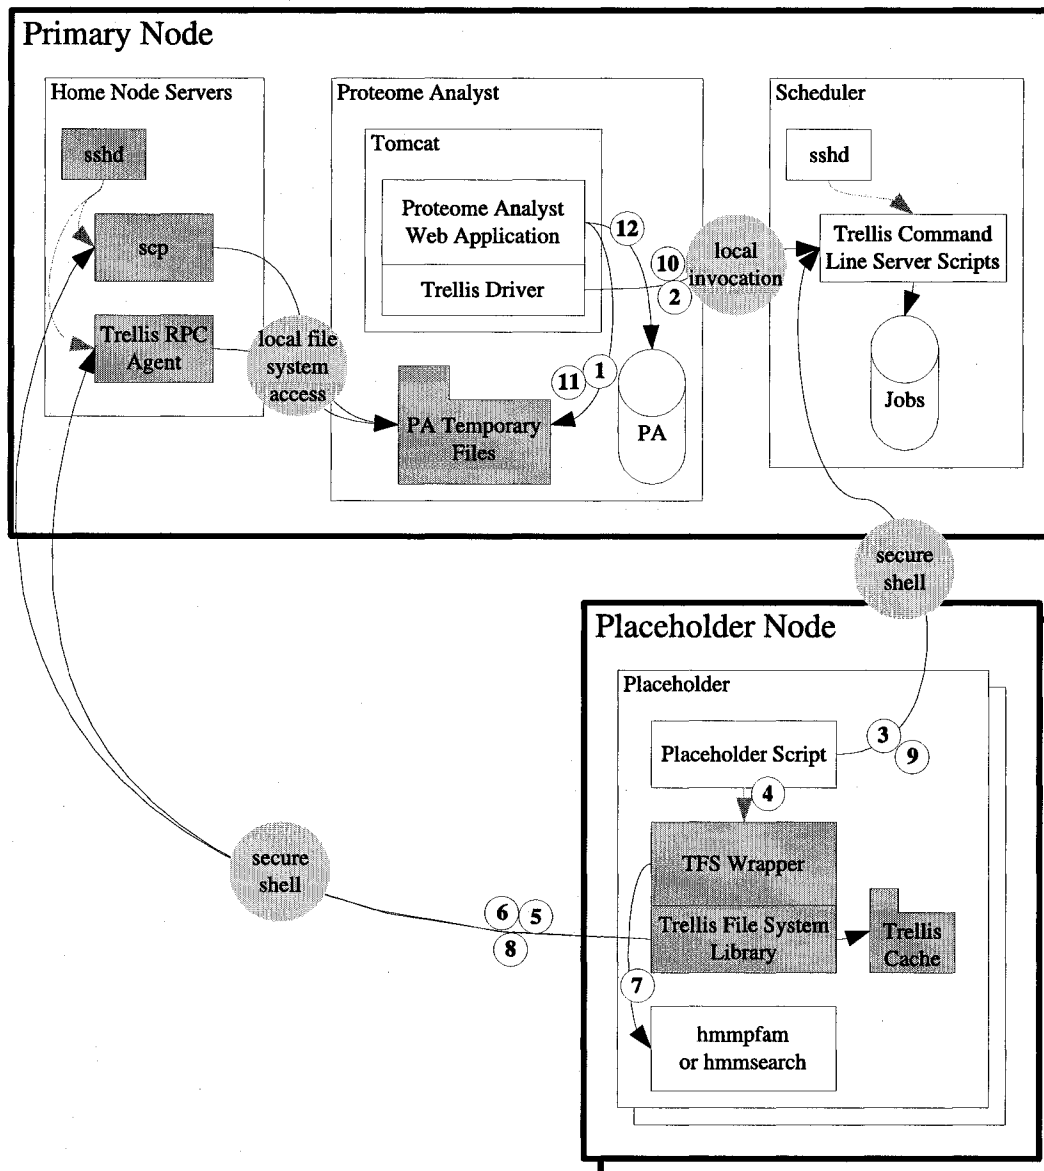 Primary Node
Home Node Servers
sshd
scp
Trellis RPC
Agent
local file
system
access
Proteome Analyst
Tomcat
Proteome Analyst
Web Application
Trellis Driver
12
10
2
local
invocation
11
1
PA Temporary
Files
PA
Scheduler
sshd
Trellis Command
Line Server Scripts
Jobs
secure
shell
Placeholder Node
Placeholder
Placeholder Script
3
9
4
TFS Wrapper
Trellis File System
Library
Trellis
Cache
secure
shell
6
5
8
7
hmmpfam
or hmmsearch